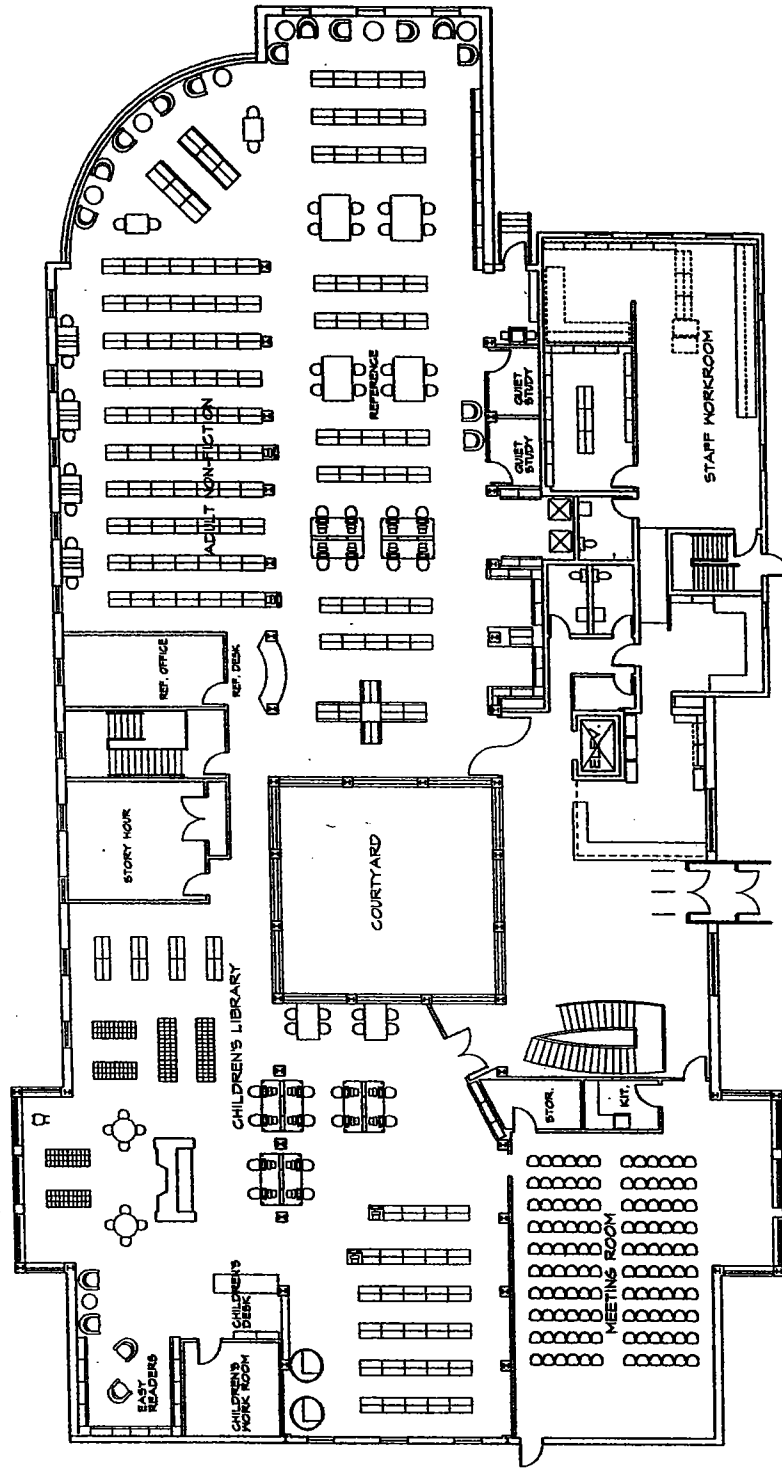 EASY
READERS
CHILDREN'S
WORK ROOM
CHILDREN'S
DESK
CHILDREN'S LIBRARY
STORY HOUR
REF. OFFICE
REF. DESK
ADULT NON-FICTION
MEETING ROOM
STOR.
KIT.
COURTYARD
ELEV.
REFERENCE
QUIET
STUDY
QUIET
STUDY
STAFF WORKROOM